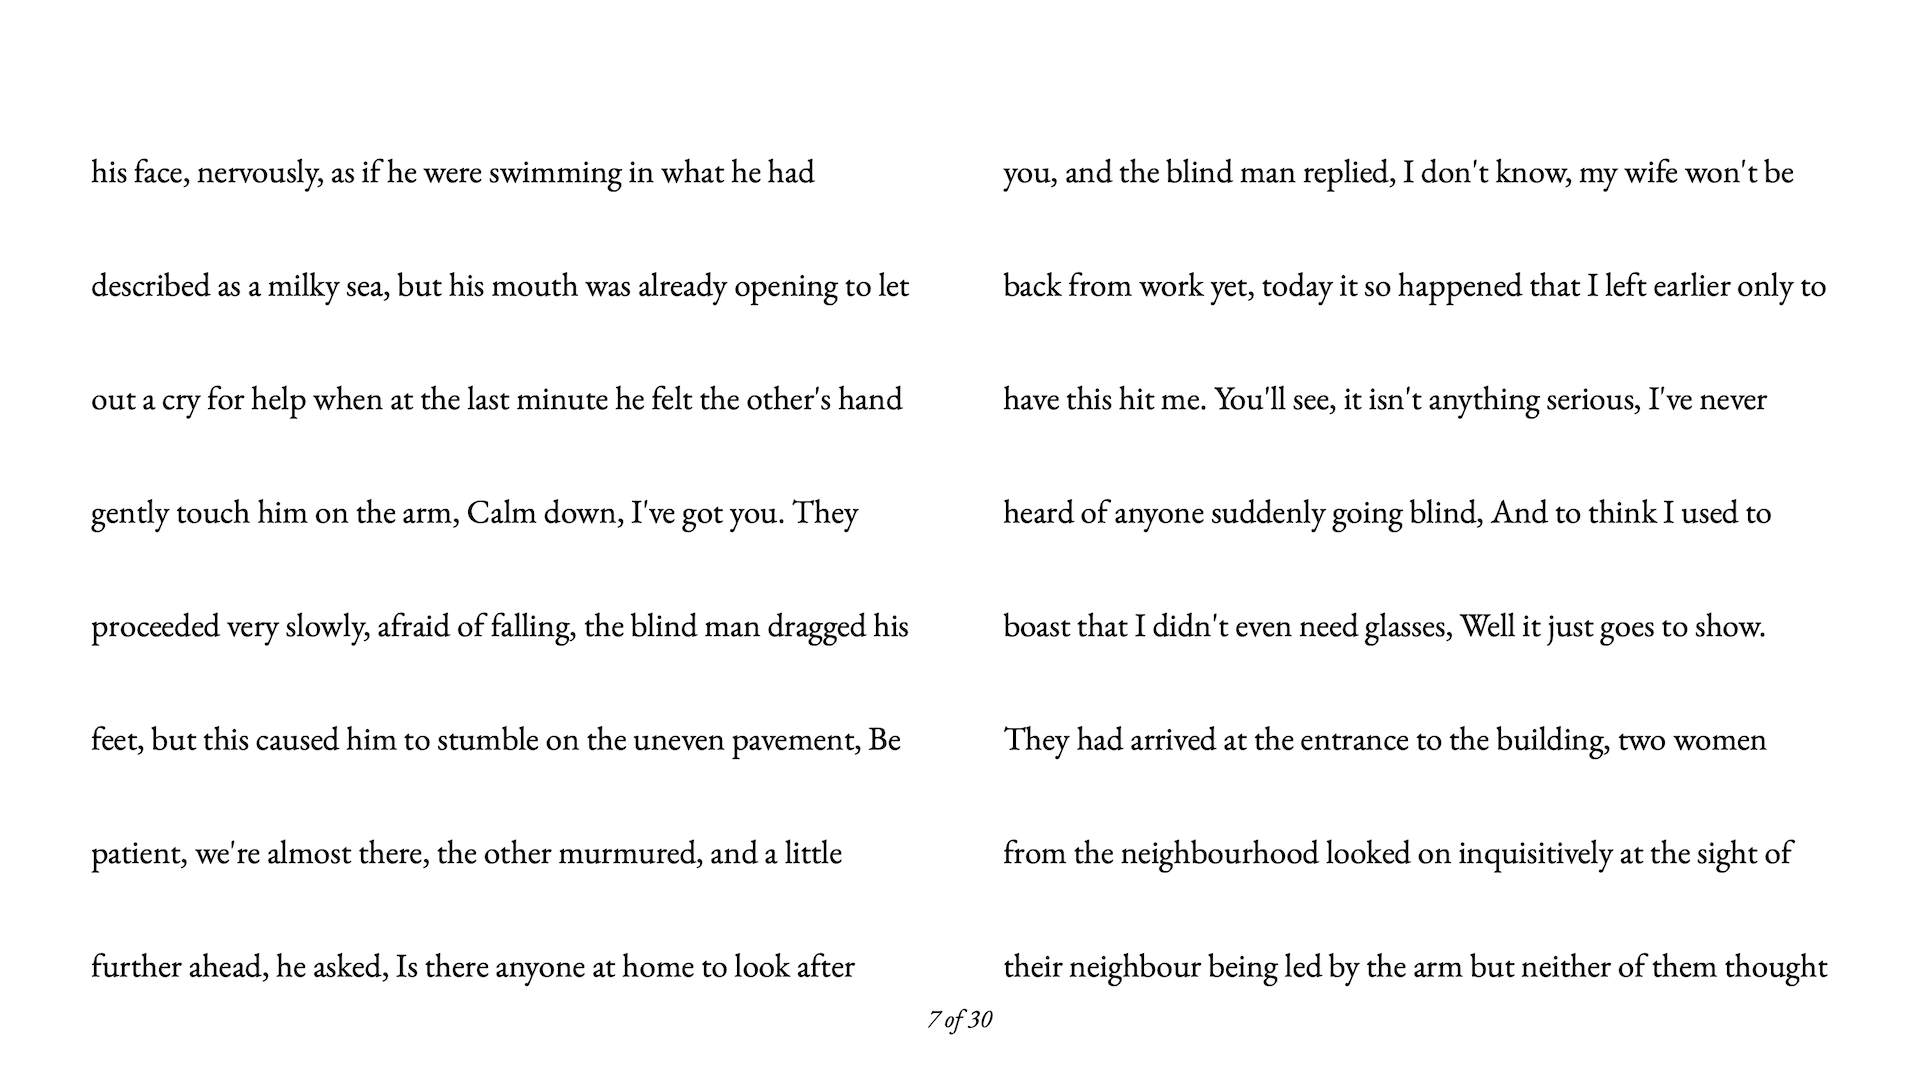 his face, nervously, as if he were swimming in what he had
described as a milky sea, but his mouth was already opening to let
out a cry for help when at the last minute he felt the other's hand
gently touch him on the arm, Calm down, I've got you. They
proceeded very slowly, afraid of falling, the blind man dragged his
feet, but this caused him to stumble on the uneven pavement, Be
patient, we're almost there, the other murmured, and a little
further ahead, he asked, Is there anyone at home to look after
you, and the blind man replied, I don't know, my wife won't be
back from work yet, today it so happened that I left earlier only to
have this hit me. You'll see, it isn't anything serious, I've never
heard of anyone suddenly going blind, And to think I used to
boast that I didn't even need glasses, Well it just goes to show.
They had arrived at the entrance to the building, two women
from the neighbourhood looked on inquisitively at the sight of
their neighbour being led by the arm but neither of them thought
7 of 30